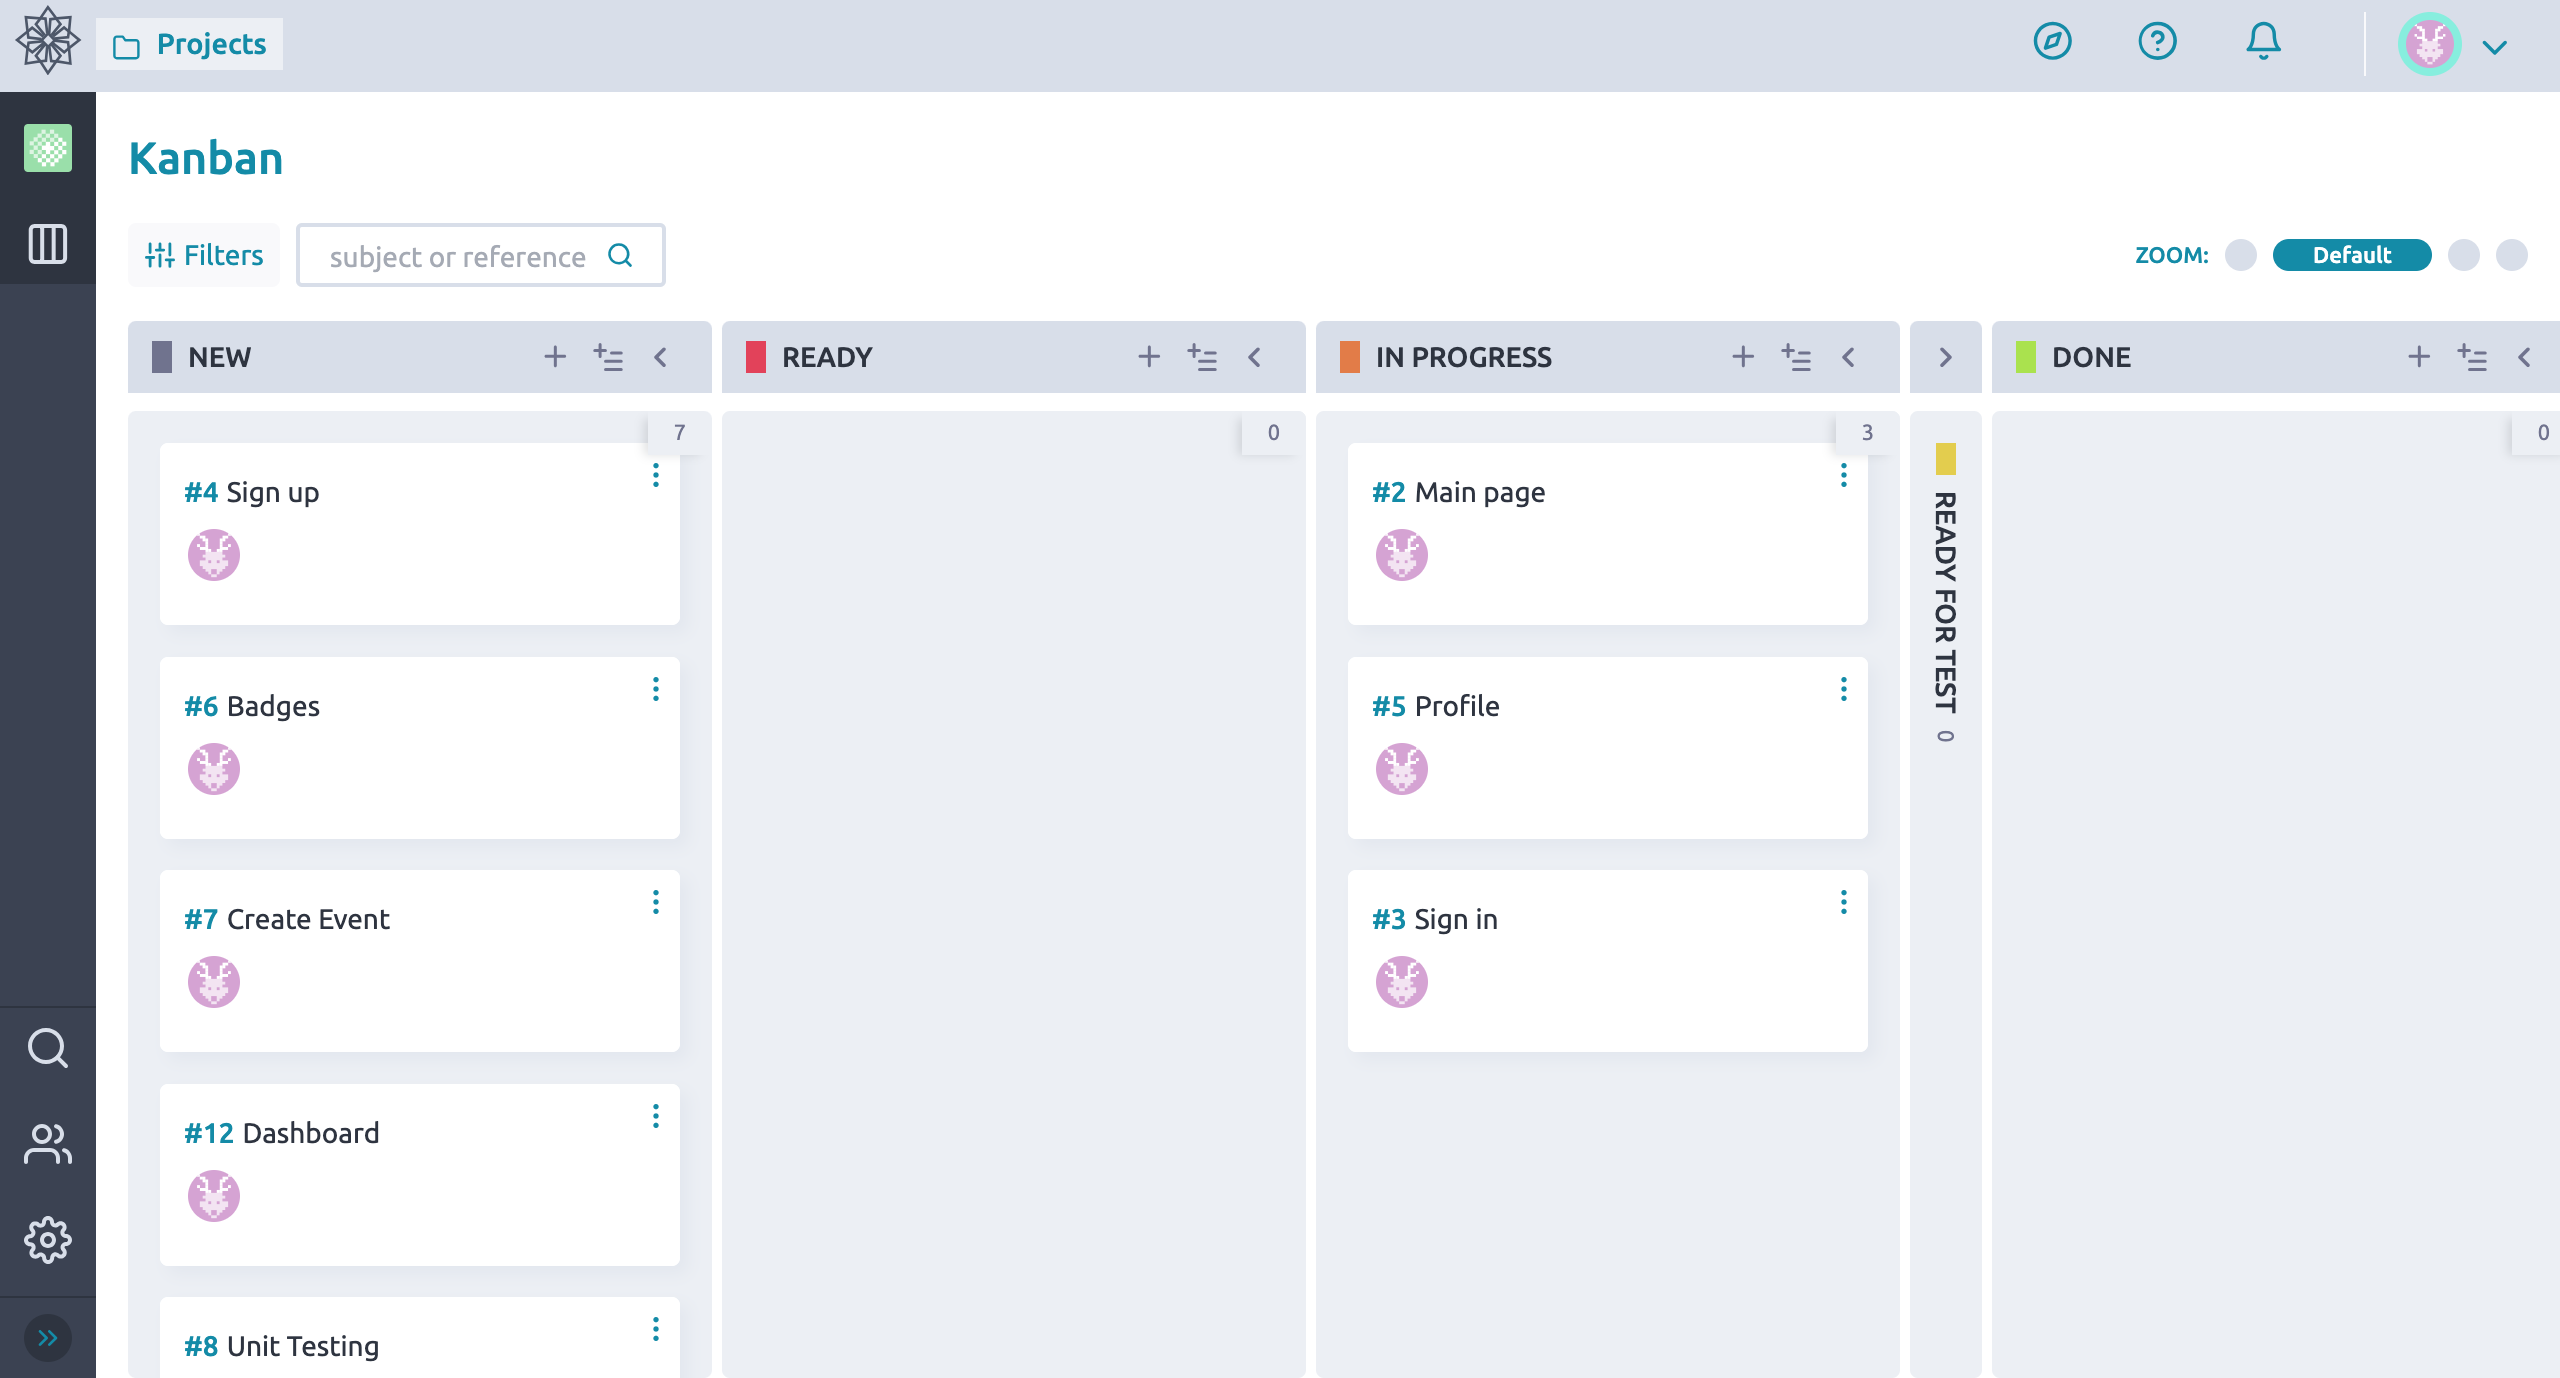 Projects
Kanban
Filters
subject or reference
ZOOM:
Default
NEW
READY
IN PROGRESS
DONE
7
#4 Sign up
#6 Badges
#7 Create Event
#12 Dashboard
#8 Unit Testing
0
3
#2 Main page
#5 Profile
#3 Sign in
READY FOR TEST 0
0